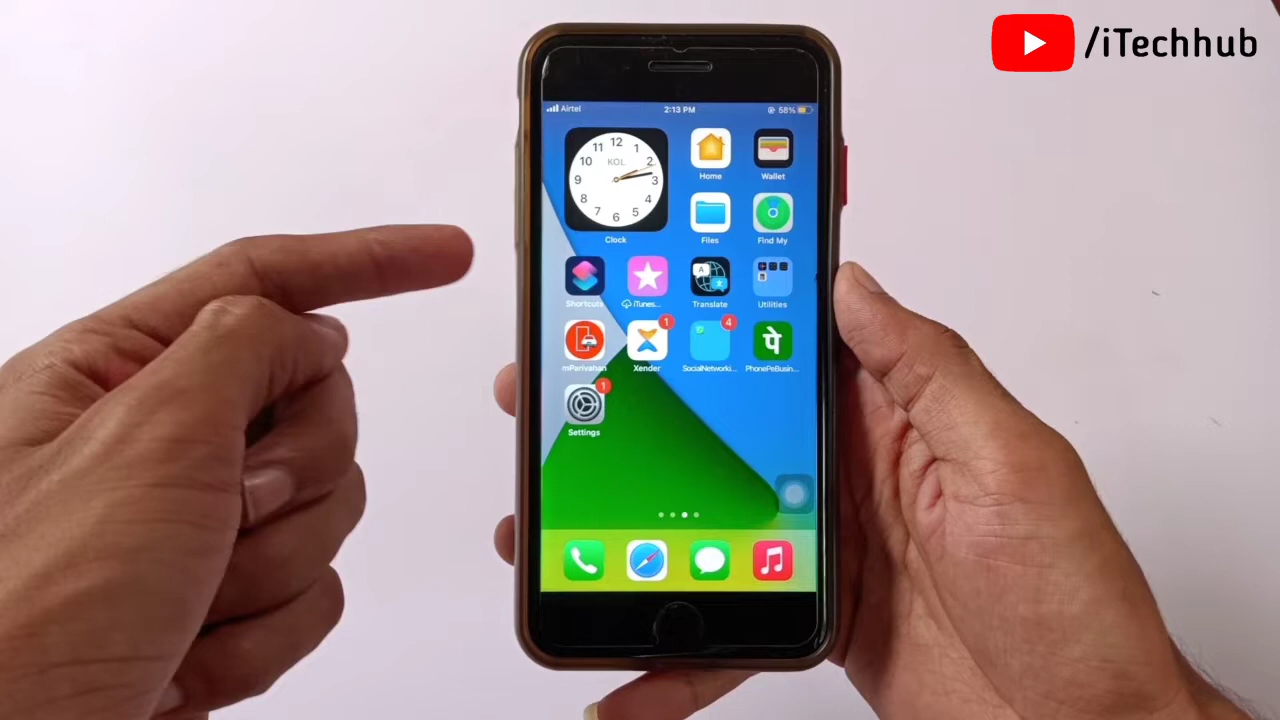 /iTechhub
Airtel
2:13 PM
58%
12
11
1
10
KOL
2
9
3
8
4
7
5
6
Clock
Home
Wallet
Files
Find My
Shortcuts
iTunes...
A
Translate
Utilities
1
4
पे
mParivahan
Xender
SocialNetworki...
PhonePeBusin...
1
Settings